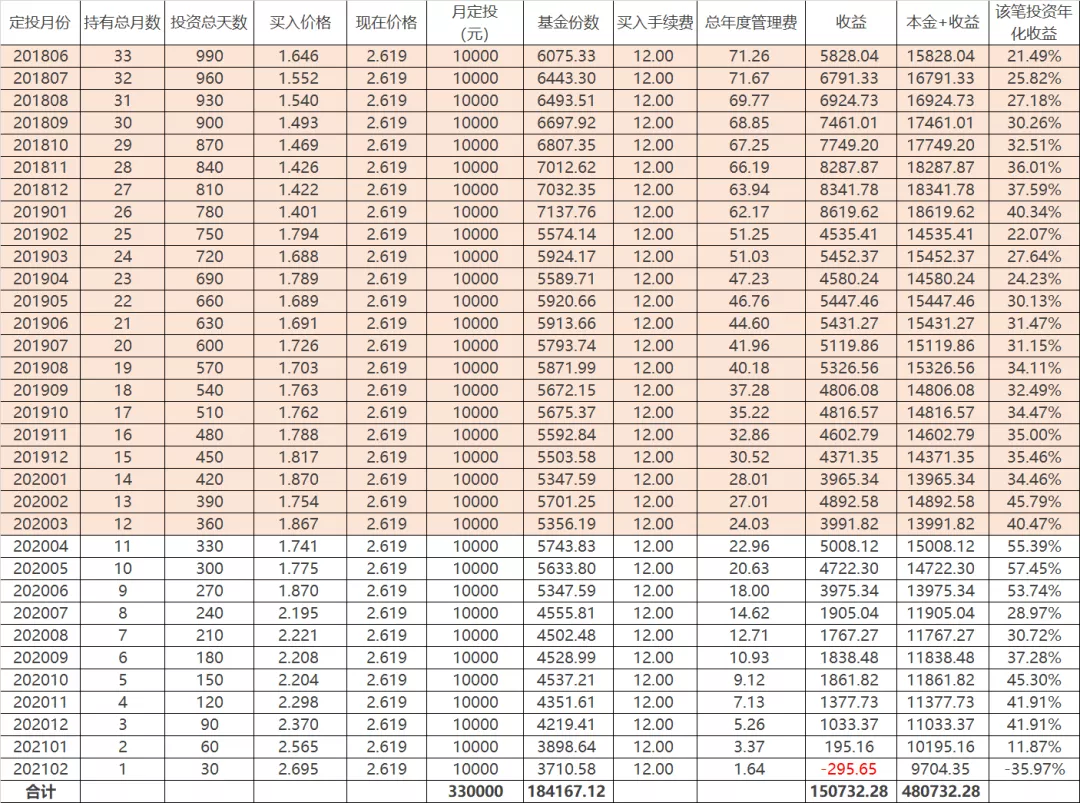 定投月份 持有总月数 投资总天数 买入价格 现在价格 月定投(元) 基金份数 买入手续费 总年度管理费 收益 本金+收益 该笔投资年化收益
201806 33 990 1.646 2.619 10000 6075.33 12.00 71.26 5828.04 15828.04 21.49%
201807 32 960 1.552 2.619 10000 6443.30 12.00 71.67 6791.33 16791.33 25.82%
201808 31 930 1.540 2.619 10000 6493.51 12.00 69.77 6924.73 16924.73 27.18%
201809 30 900 1.493 2.619 10000 6697.92 12.00 68.85 7461.01 17461.01 30.26%
201810 29 870 1.469 2.619 10000 6807.35 12.00 67.25 7749.20 17749.20 32.51%
201811 28 840 1.426 2.619 10000 7012.62 12.00 66.19 8287.87 18287.87 36.01%
201812 27 810 1.422 2.619 10000 7032.35 12.00 63.94 8341.78 18341.78 37.59%
201901 26 780 1.401 2.619 10000 7137.76 12.00 62.17 8619.62 18619.62 40.34%
201902 25 750 1.794 2.619 10000 5574.14 12.00 51.25 4535.41 14535.41 22.07%
201903 24 720 1.688 2.619 10000 5924.17 12.00 51.03 5452.37 15452.37 27.64%
201904 23 690 1.789 2.619 10000 5589.71 12.00 47.23 4580.24 14580.24 24.23%
201905 22 660 1.689 2.619 10000 5920.66 12.00 46.76 5447.46 15447.46 30.13%
201906 21 630 1.691 2.619 10000 5913.66 12.00 44.60 5431.27 15431.27 31.47%
201907 20 600 1.726 2.619 10000 5793.74 12.00 41.96 5119.86 15119.86 31.15%
201908 19 570 1.703 2.619 10000 5871.99 12.00 40.18 5326.56 15326.56 34.11%
201909 18 540 1.763 2.619 10000 5672.15 12.00 37.28 4806.08 14806.08 32.49%
201910 17 510 1.762 2.619 10000 5675.37 12.00 35.22 4816.57 14816.57 34.47%
201911 16 480 1.788 2.619 10000 5592.84 12.00 32.86 4602.79 14602.79 35.00%
201912 15 450 1.817 2.619 10000 5503.58 12.00 30.52 4371.35 14371.35 35.46%
202001 14 420 1.870 2.619 10000 5347.59 12.00 28.01 3965.34 13965.34 34.46%
202002 13 390 1.754 2.619 10000 5701.25 12.00 27.01 4892.58 14892.58 45.79%
202003 12 360 1.867 2.619 10000 5356.19 12.00 24.03 3991.82 13991.82 40.47%
202004 11 330 1.741 2.619 10000 5743.83 12.00 22.96 5008.12 15008.12 55.39%
202005 10 300 1.775 2.619 10000 5633.80 12.00 20.63 4722.30 14722.30 57.45%
202006 9 270 1.870 2.619 10000 5347.59 12.00 18.00 3975.34 13975.34 53.74%
202007 8 240 2.195 2.619 10000 4555.81 12.00 14.62 1905.04 11905.04 28.97%
202008 7 210 2.221 2.619 10000 4502.48 12.00 12.71 1767.27 11767.27 30.72%
202009 6 180 2.208 2.619 10000 4528.99 12.00 10.93 1838.48 11838.48 37.28%
202010 5 150 2.204 2.619 10000 4537.21 12.00 9.12 1861.82 11861.82 45.30%
202011 4 120 2.298 2.619 10000 4351.61 12.00 7.13 1377.73 11377.73 41.91%
202012 3 90 2.370 2.619 10000 4219.41 12.00 5.26 1033.37 11033.37 41.91%
202101 2 60 2.565 2.619 10000 3898.64 12.00 3.37 195.16 10195.16 11.87%
202102 1 30 2.695 2.619 10000 3710.58 12.00 1.64 -295.65 9704.35 -35.97%
合计 330000 184167.12 150732.28 480732.28